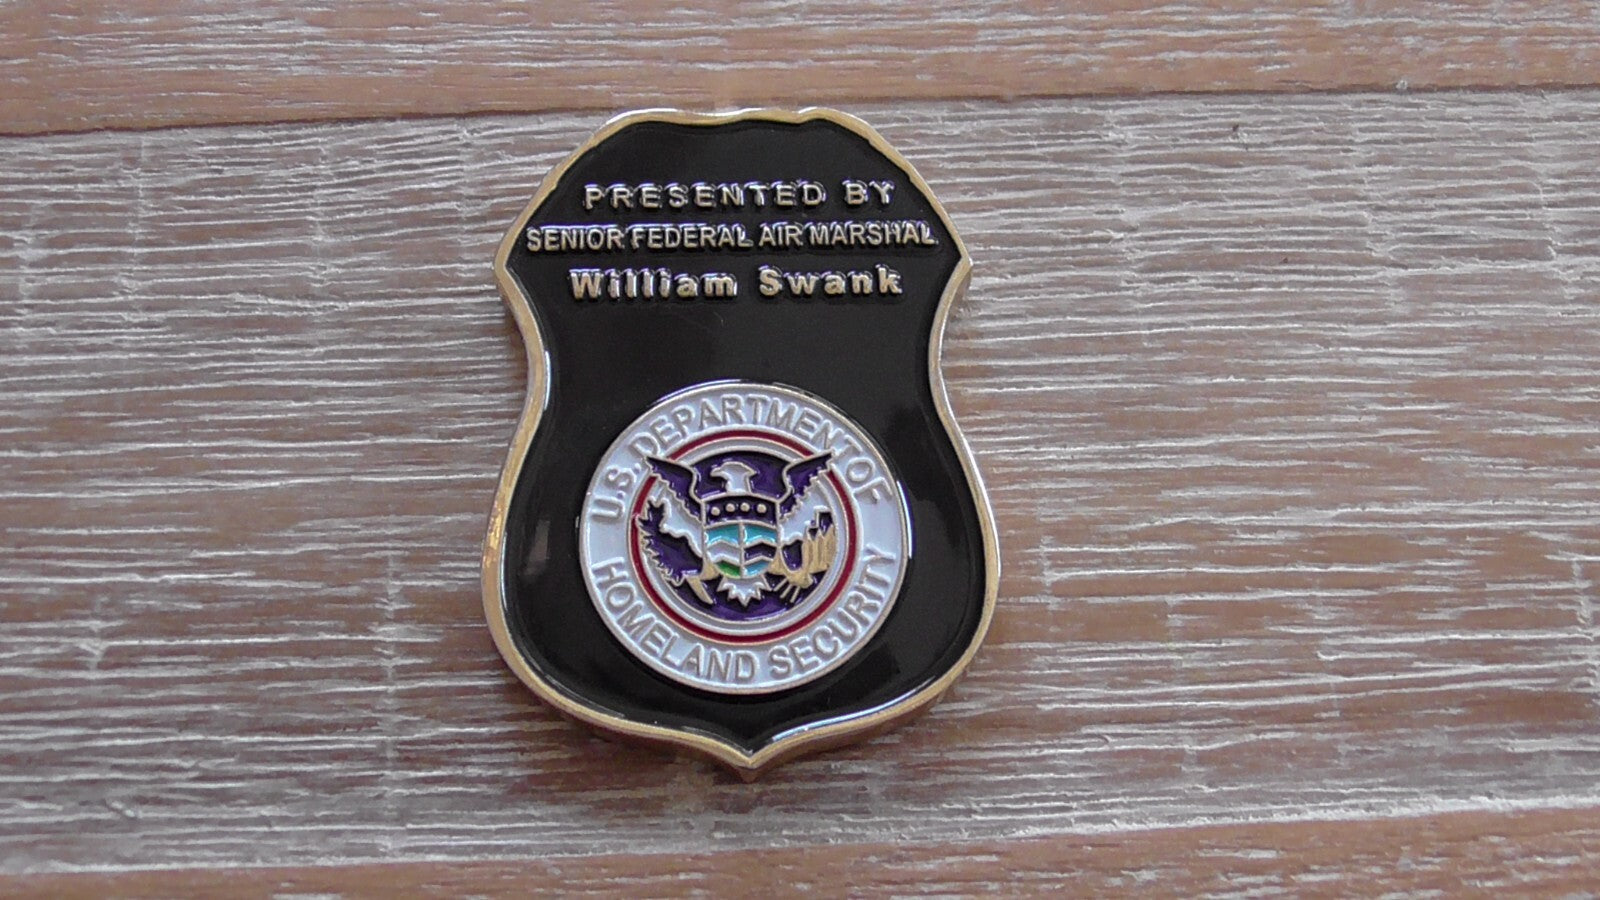 PRESENTED BY
SENIOR FEDERAL AIR MARSHAL
William Swank
U.S. DEPARTMENT OF
HOMELAND SECURITY